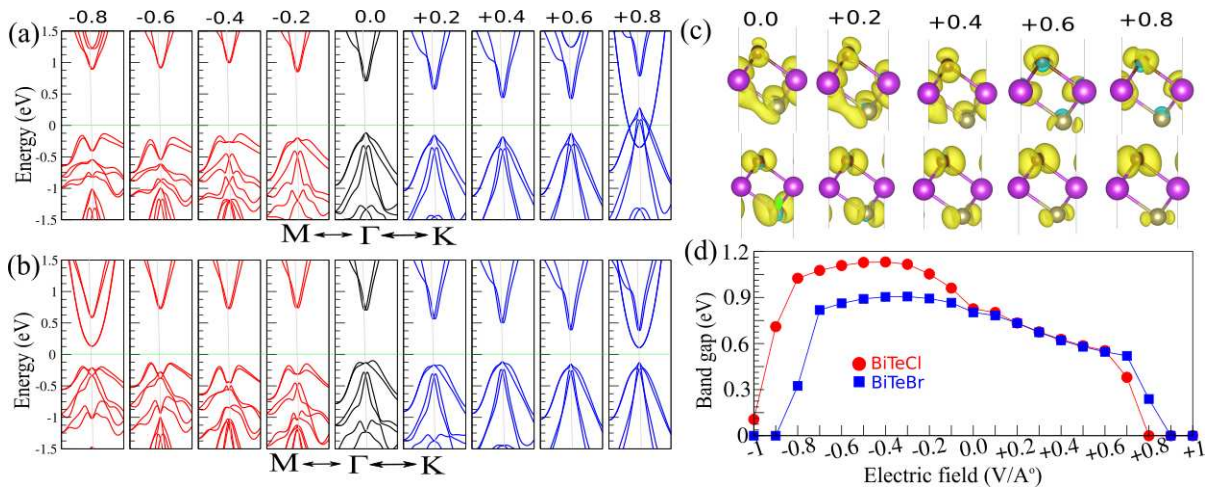 -0.8 -0.6 -0.4 -0.2 0.0 +0.2 +0.4 +0.6 +0.8
(a)
1.5
1
0.5
0
-0.5
-1
-1.5
Energy (eV)
M ↔ Γ ↔ K
(b)
1.5
1
0.5
0
-0.5
-1
-1.5
Energy (eV)
M ↔ Γ ↔ K
(c)
0.0 +0.2 +0.4 +0.6 +0.8
(d)
1.2
0.9
0.6
0.3
0
Band gap (eV)
BiTeCl
BiTeBr
-1 -0.8 -0.6 -0.4 -0.2 0.0 +0.2 +0.4 +0.6 +0.8 +1
Electric field (V/A°)